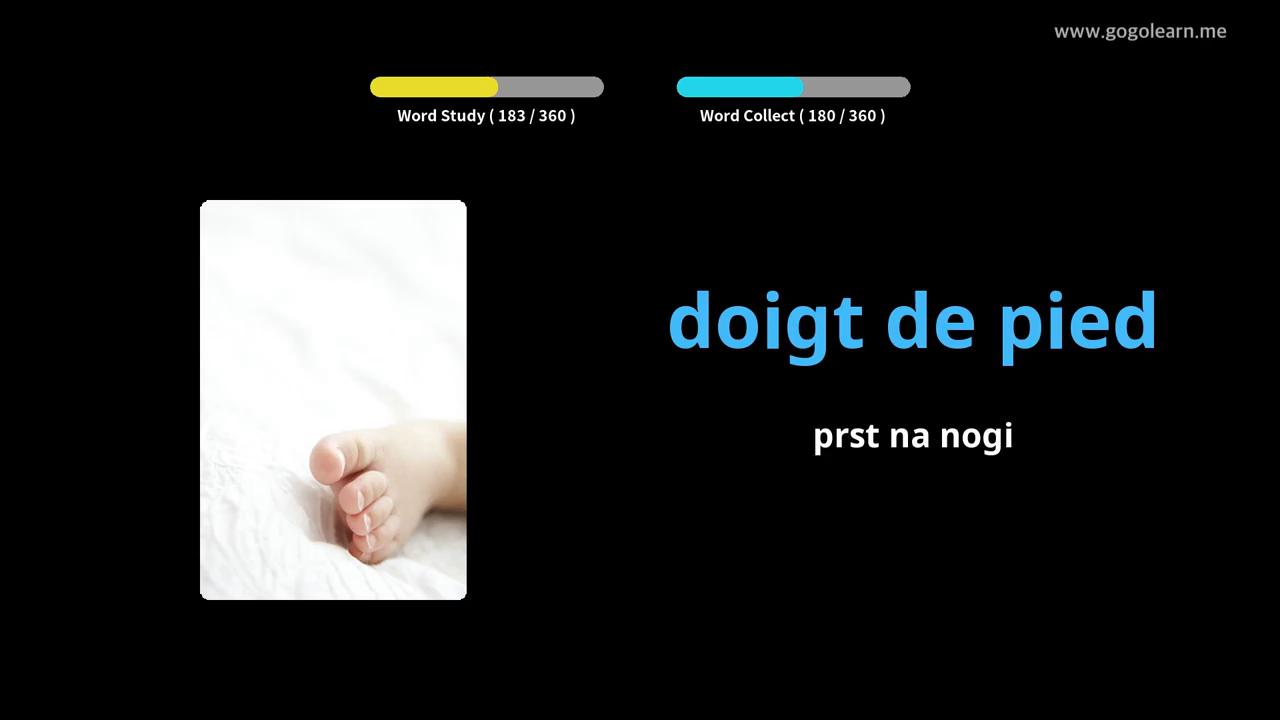 www.gogolearn.me
Word Study ( 183 / 360 )
Word Collect ( 180 / 360 )
doigt de pied
prst na nogi